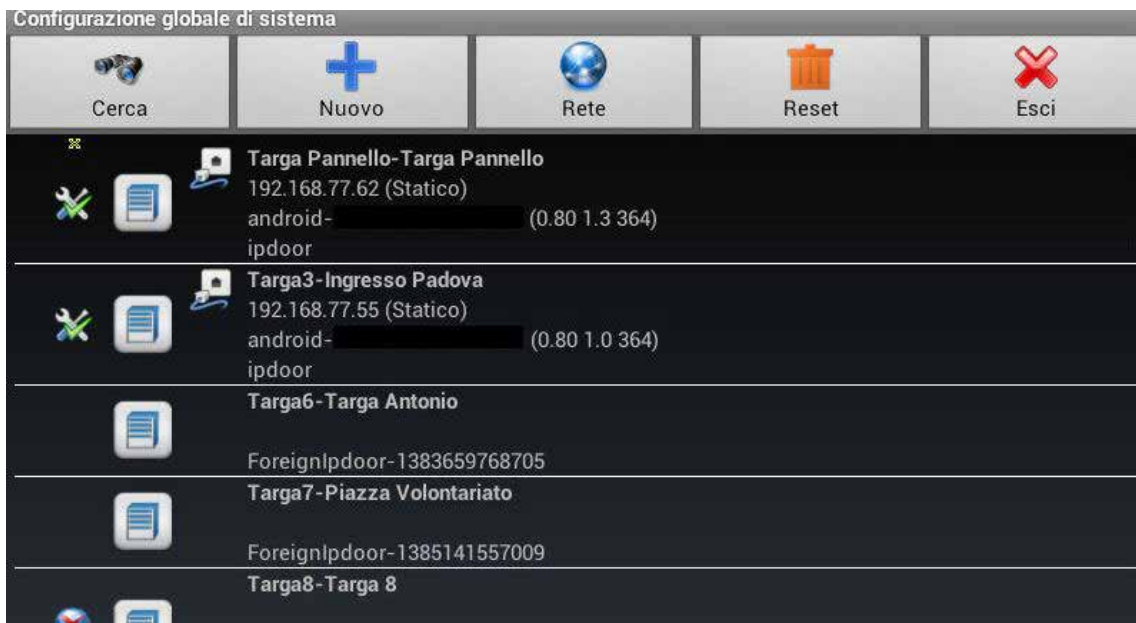 Configurazione globale di sistema
Cerca
Nuovo
Rete
Reset
Esci
Targa Pannello-Targa Pannello
192.168.77.62 (Statico)
android- (0.80 1.3 364)
ipdoor
Targa3-Ingresso Padova
192.168.77.55 (Statico)
android- (0.80 1.0 364)
ipdoor
Targa6-Targa Antonio
ForeignIpdoor-1383659768705
Targa7-Piazza Volontariato
ForeignIpdoor-1385141557009
Targa8-Targa 8